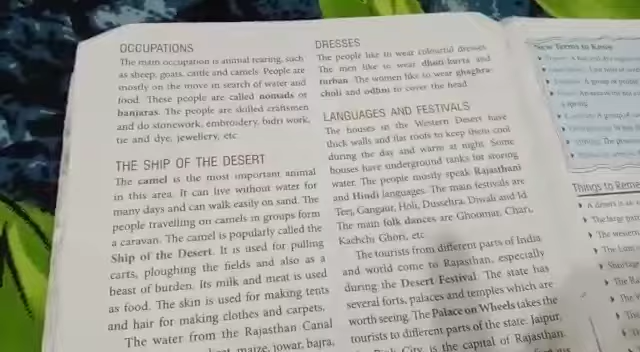 OCCUPATIONS
The main occupation is animal rearing, such
as sheep, goats, cattle and camels. People are
mostly on the move in search of water and
food. These people are called nomads or
banjaras. The people are skilled craftsmen
and do stonework, embroidery, bidri work,
tie and dye, jewellery, etc
THE SHIP OF THE DESERT
The camel is the most important animal
in this area. It can live without water for
many days and can walk easily on sand. The
people travelling on camels in groups form
a caravan. The camel is popularly called the
Ship of the Desert. It is used for pulling
carts, ploughing the fields and also as a
beast of burden. Its milk and meat is used
as food. The skin is used for making tents
and hair for making clothes and carpets.
The water from the Rajasthan Canal
maize, jowar, bajra,
DRESSES
The people like to wear colourful dresses
The men like to wear dhoti-kurta and
turban. The women like to wear ghaghra-
choli and odhni to cover the head.
LANGUAGES AND FESTIVALS
The houses in the Western Desert have
thick walls and flat roofs to keep them cool
during the day and warm at night. Some
houses have underground tanks for storing
water. The people mostly speak Rajasthani
and Hindi languages. The main festivals are
Teej, Gangaur, Holi, Dussehra, Diwali and Id.
The main folk dances are Ghoomar, Chari,
Kachchi Ghori, etc
The tourists from different parts of India
and world come to Rajasthan, especially
during the Desert Festival. The state has
several forts, palaces and temples which are
worth seeing. The Palace on Wheels takes the
tourists to different parts of the state. Jaipur,
City, is the capital of Rajasthan.
New Terms to Know
Things to Reme
A desert is a
The large
The western
Shortage
The
The